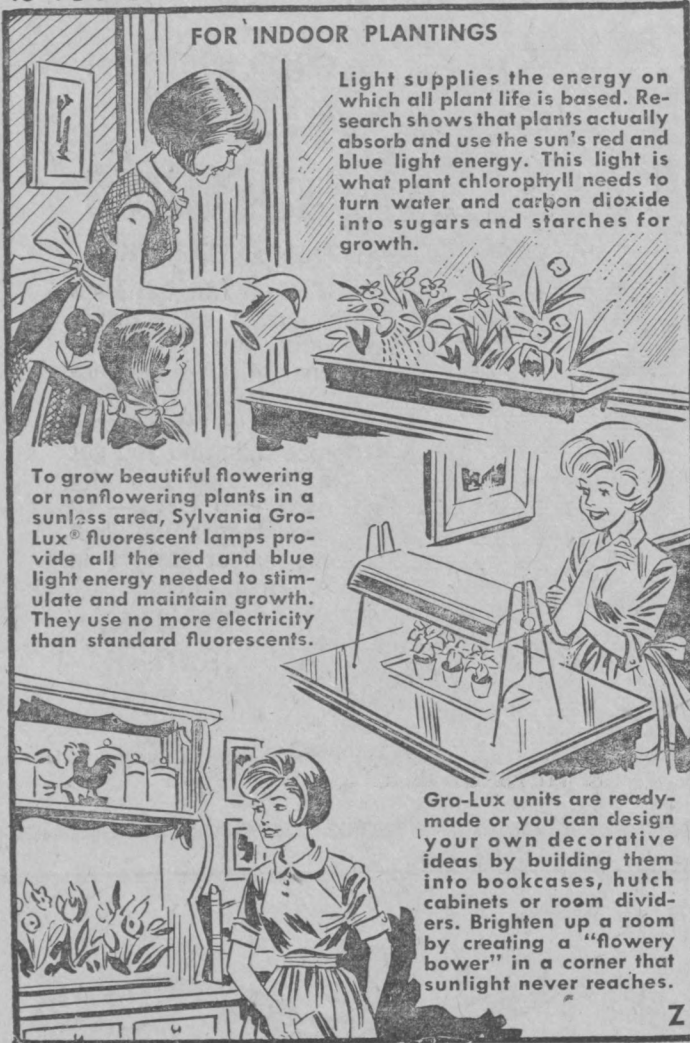 FOR INDOOR PLANTINGS
Light supplies the energy on
which all plant life is based. Re-
search shows that plants actually
absorb and use the sun's red and
blue light energy. This light is
what plant chlorophyll needs to
turn water and carbon dioxide
into sugars and starches for
growth.
To grow beautiful flowering
or nonflowering plants in a
sunless area, Sylvania Gro-
Lux® fluorescent lamps pro-
vide all the red and blue
light energy needed to stim-
ulate and maintain growth.
They use no more electricity
than standard fluorescents.
Gro-Lux units are ready-
made or you can design
your own decorative
ideas by building them
into bookcases, hutch
cabinets or room divid-
ers. Brighten up a room
by creating a "flowery
bower" in a corner that
sunlight never reaches.
Z